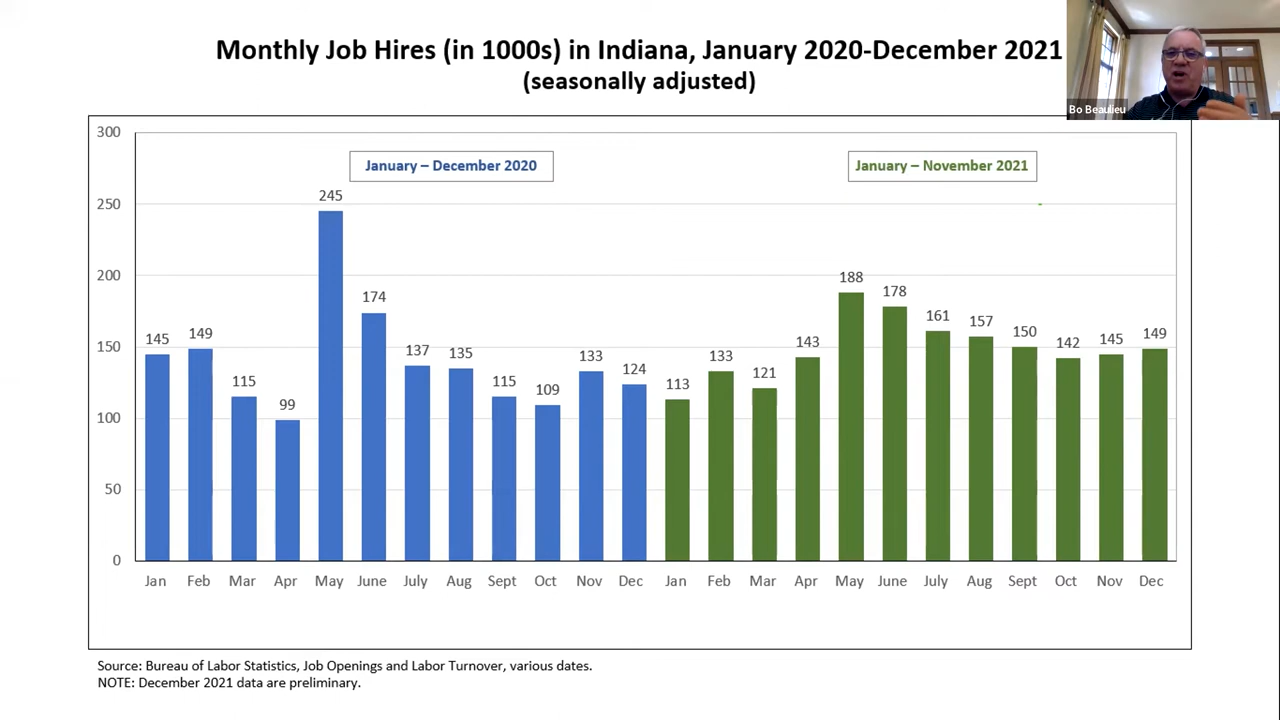 Monthly Job Hires (in 1000s) in Indiana, January 2020-December 2021
(seasonally adjusted)
Bo Beaulieu
300
250
200
150
100
50
0
January – December 2020
January – November 2021
145 149 115 99 245 174 137 135 115 109 133 124 113 133 121 143 188 178 161 157 150 142 145 149
Jan Feb Mar Apr May June July Aug Sept Oct Nov Dec Jan Feb Mar Apr May June July Aug Sept Oct Nov Dec
Source: Bureau of Labor Statistics, Job Openings and Labor Turnover, various dates.
NOTE: December 2021 data are preliminary.